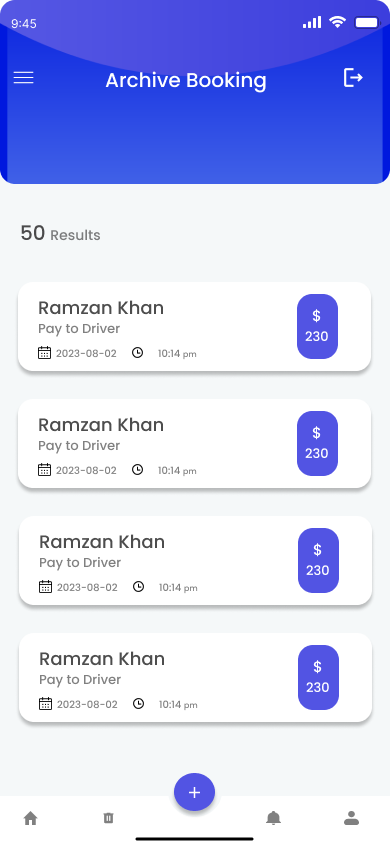 9:45
Archive Booking
50 Results
Ramzan Khan
Pay to Driver
2023-08-02 10:14 pm
$
230
Ramzan Khan
Pay to Driver
2023-08-02 10:14 pm
$
230
Ramzan Khan
Pay to Driver
2023-08-02 10:14 pm
$
230
Ramzan Khan
Pay to Driver
2023-08-02 10:14 pm
$
230